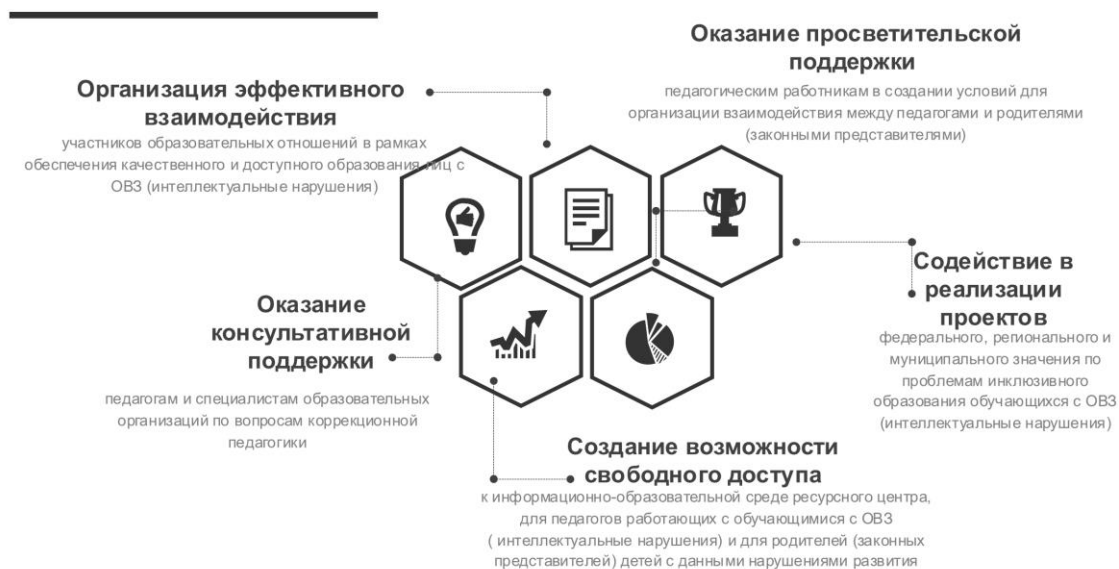 Оказание просветительской
поддержки
педагогическим работникам в создании условий для
организации взаимодействия между педагогами и родителями
(законными представителями)
Организация эффективного
взаимодействия
участников образовательных отношений в рамках
обеспечения качественного и доступного образования лиц с
ОВЗ (интеллектуальные нарушения)
Содействие в
реализации
проектов
федерального, регионального и
муниципального значения по
проблемам инклюзивного
образования обучающихся с ОВЗ
(интеллектуальные нарушения)
Оказание
консультативной
поддержки
педагогам и специалистам образовательных
организаций по вопросам коррекционной
педагогики
Создание возможности
свободного доступа
к информационно-образовательной среде ресурсного центра,
для педагогов работающих с обучающимися с ОВЗ
( интеллектуальные нарушения) и для родителей (законных
представителей) детей с данными нарушениями развития